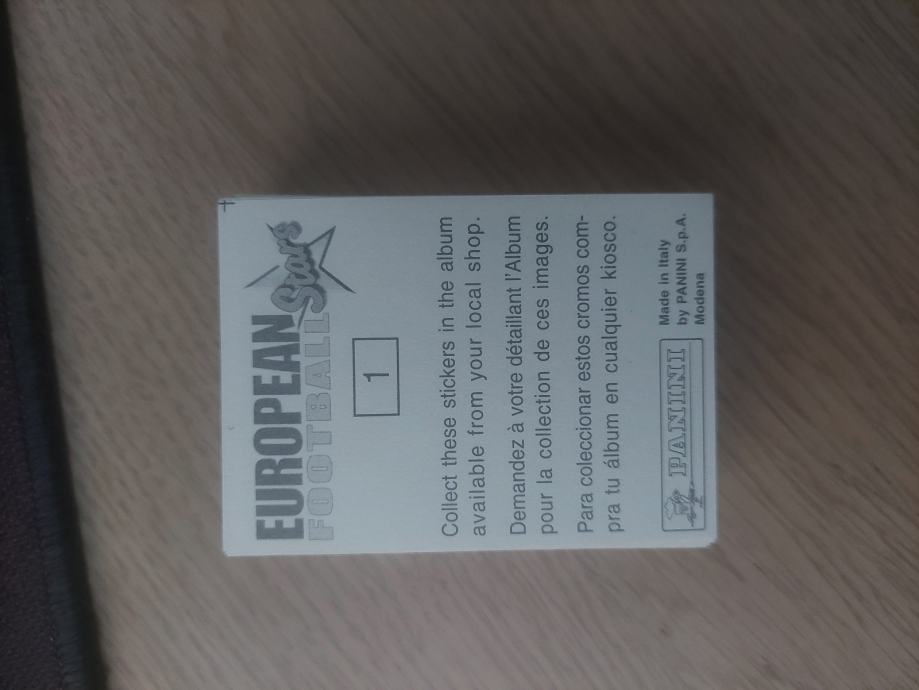 EUROPEAN
FOOTBALL Stars
1
Collect these stickers in the album
available from your local shop.
Demandez à votre détaillant l'Album
pour la collection de ces images.
Para coleccionar estos cromos com-
pra tu álbum en cualquier kiosco.
PANINI
Made in Italy
by PANINI S.p.A.
Modena